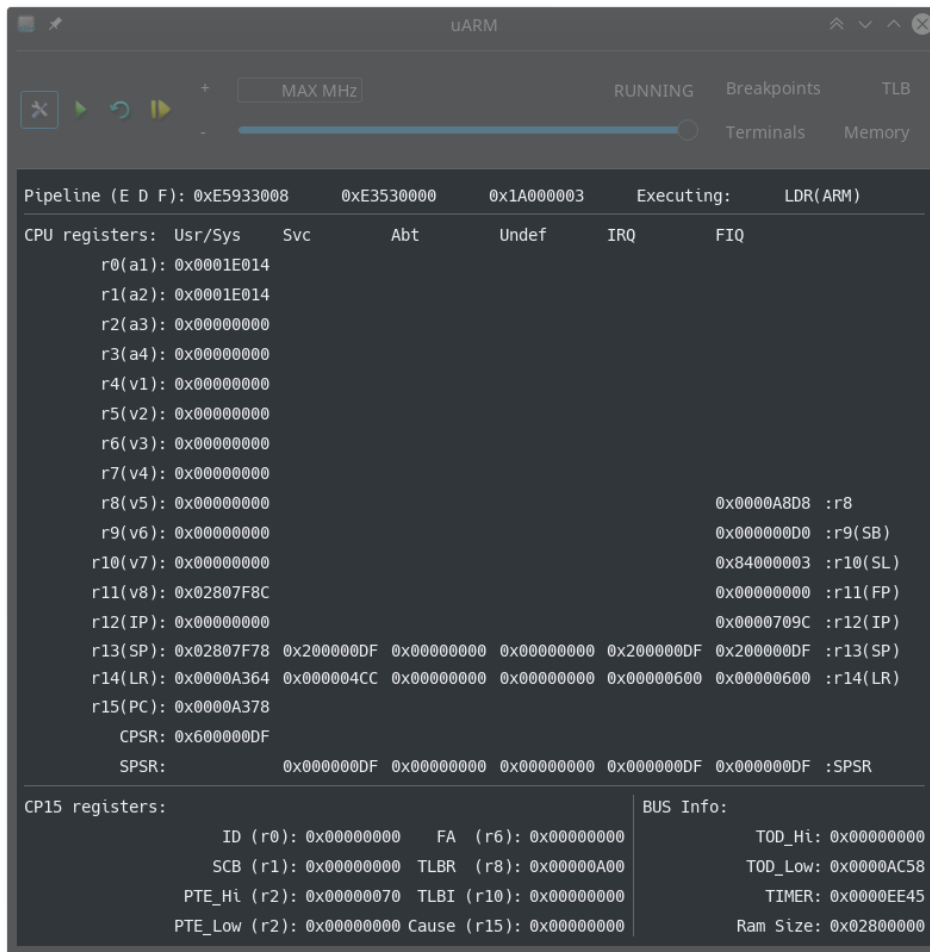 uARM
+ MAX MHz RUNNING Breakpoints TLB
- Terminals Memory
Pipeline (E D F): 0xE5933008 0xE3530000 0x1A000003 Executing: LDR(ARM)
CPU registers: Usr/Sys Svc Abt Undef IRQ FIQ
r0(a1): 0x0001E014
r1(a2): 0x0001E014
r2(a3): 0x00000000
r3(a4): 0x00000000
r4(v1): 0x00000000
r5(v2): 0x00000000
r6(v3): 0x00000000
r7(v4): 0x00000000
r8(v5): 0x00000000 0x0000A8D8 :r8
r9(v6): 0x00000000 0x000000D0 :r9(SB)
r10(v7): 0x00000000 0x84000003 :r10(SL)
r11(v8): 0x02807F8C 0x00000000 :r11(FP)
r12(IP): 0x00000000 0x0000709C :r12(IP)
r13(SP): 0x02807F78 0x200000DF 0x00000000 0x00000000 0x200000DF 0x200000DF :r13(SP)
r14(LR): 0x0000A364 0x000004CC 0x00000000 0x00000000 0x00000600 0x00000600 :r14(LR)
r15(PC): 0x0000A378
CPSR: 0x600000DF
SPSR: 0x000000DF 0x00000000 0x00000000 0x000000DF 0x000000DF :SPSR
CP15 registers: BUS Info:
ID (r0): 0x00000000 FA (r6): 0x00000000 TOD_Hi: 0x00000000
SCB (r1): 0x00000000 TLBR (r8): 0x00000A00 TOD_Low: 0x0000AC58
PTE_Hi (r2): 0x00000070 TLBI (r10): 0x00000000 TIMER: 0x0000EE45
PTE_Low (r2): 0x00000000 Cause (r15): 0x00000000 Ram Size: 0x02800000